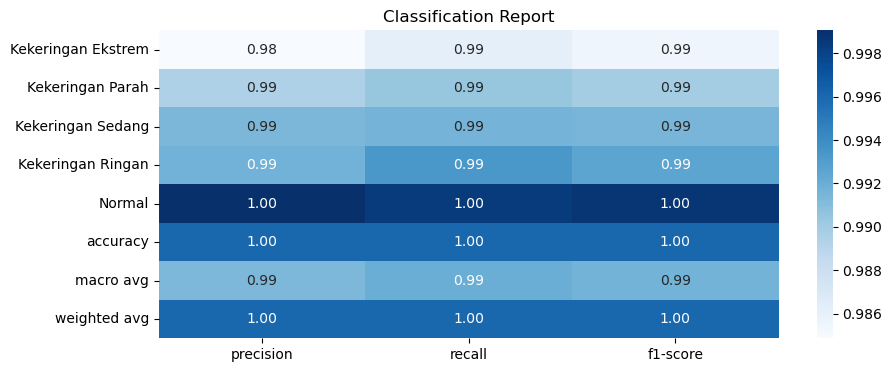 Classification Report
Kekeringan Ekstrem 0.98 0.99 0.99
Kekeringan Parah 0.99 0.99 0.99
Kekeringan Sedang 0.99 0.99 0.99
Kekeringan Ringan 0.99 0.99 0.99
Normal 1.00 1.00 1.00
accuracy 1.00 1.00 1.00
macro avg 0.99 0.99 0.99
weighted avg 1.00 1.00 1.00
precision recall f1-score
0.998
0.996
0.994
0.992
0.990
0.988
0.986